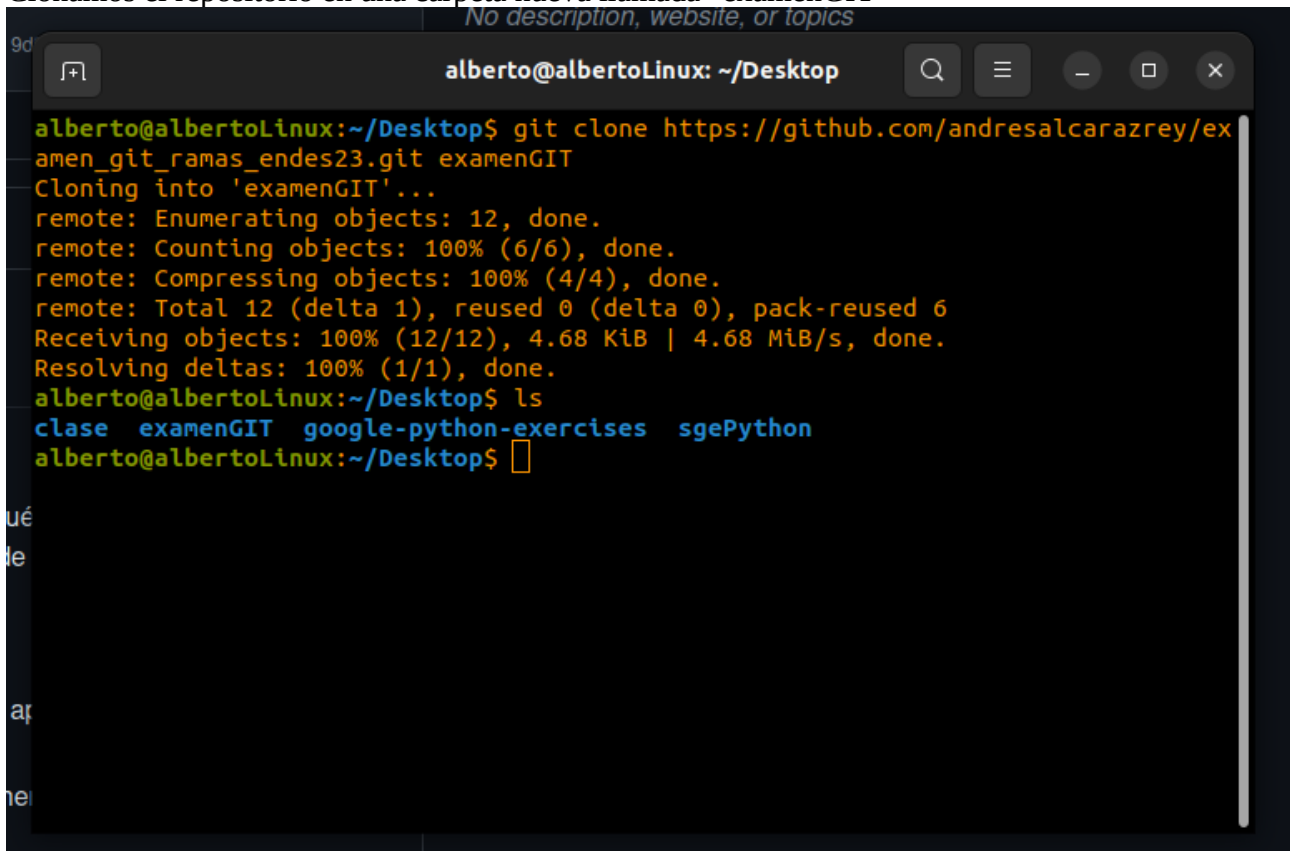 No description, website, or topics
9d
alberto@albertoLinux: ~/Desktop
alberto@albertoLinux:~/Desktop$ git clone https://github.com/andresalcarazrey/ex
amen_git_ramas_endes23.git examenGIT
Cloning into 'examenGIT'...
remote: Enumerating objects: 12, done.
remote: Counting objects: 100% (6/6), done.
remote: Compressing objects: 100% (4/4), done.
remote: Total 12 (delta 1), reused 0 (delta 0), pack-reused 6
Receiving objects: 100% (12/12), 4.68 KiB | 4.68 MiB/s, done.
Resolving deltas: 100% (1/1), done.
alberto@albertoLinux:~/Desktop$ ls
clase  examenGIT  google-python-exercises  sgePython
alberto@albertoLinux:~/Desktop$
ué
de